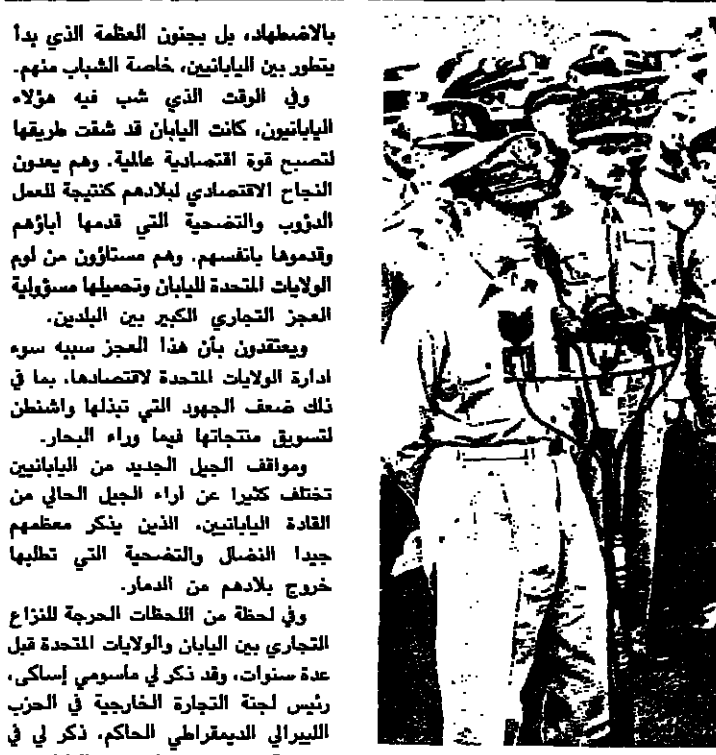 بالاضطهاد، بل بجنون العظمة الذي بدأ
يتطور بين اليابانيين، خاصة الشباب منهم.
وفي الوقت الذي شب فيه هؤلاء
اليابانيون، كانت اليابان قد شقت طريقها
لتصبح قوة اقتصادية عالمية. وهم يعدون
النجاح الاقتصادي لبلادهم كنتيجة للعمل
الدؤوب والتضحية التي قدمها اباؤهم
وقدموها بانفسهم. وهم مستاؤون من لوم
الولايات المتحدة لليابان وتحميلها مسؤولية
العجز التجاري الكبير بين البلدين.
ويعتقدون بأن هذا العجز سببه سوء
ادارة الولايات المتحدة لاقتصادها، بما في
ذلك ضعف الجهود التي تبذلها واشنطن
لتسويق منتجاتها فيما وراء البحار.
ومواقف الجيل الجديد من اليابانيين
تختلف كثيرا عن اراء الجيل الحالي من
القادة اليابانيين، الذين يذكر معظمهم
جيدا النضال والتضحية التي تطلبها
خروج بلادهم من الدمار.
وفي لحظة من اللحظات الحرجة للنزاع
التجاري بين اليابان والولايات المتحدة قبل
عدة سنوات، وقد ذكر لي ماسومي إساكى،
رئيس لجنة التجارة الخارجية في الحزب
الليبرالي الديمقراطي الحاكم، ذكر لي في